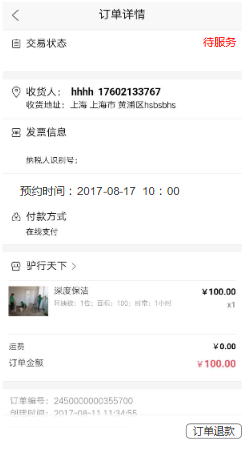 订单详情
交易状态 待服务
收货人： hhhh 17602133767
收货地址：上海 上海市 黄浦区hsbsbhs
发票信息
纳税人识别号：
预约时间：2017-08-17 10：00
付款方式
在线支付
驴行天下 >
深度保洁 ￥100.00
1位；面积：100；时常：1小时 x1
运费 ￥0.00
订单金额 ￥100.00
订单编号：2450000000355700
创建时间：2017-08-11 11:34:55
订单退款